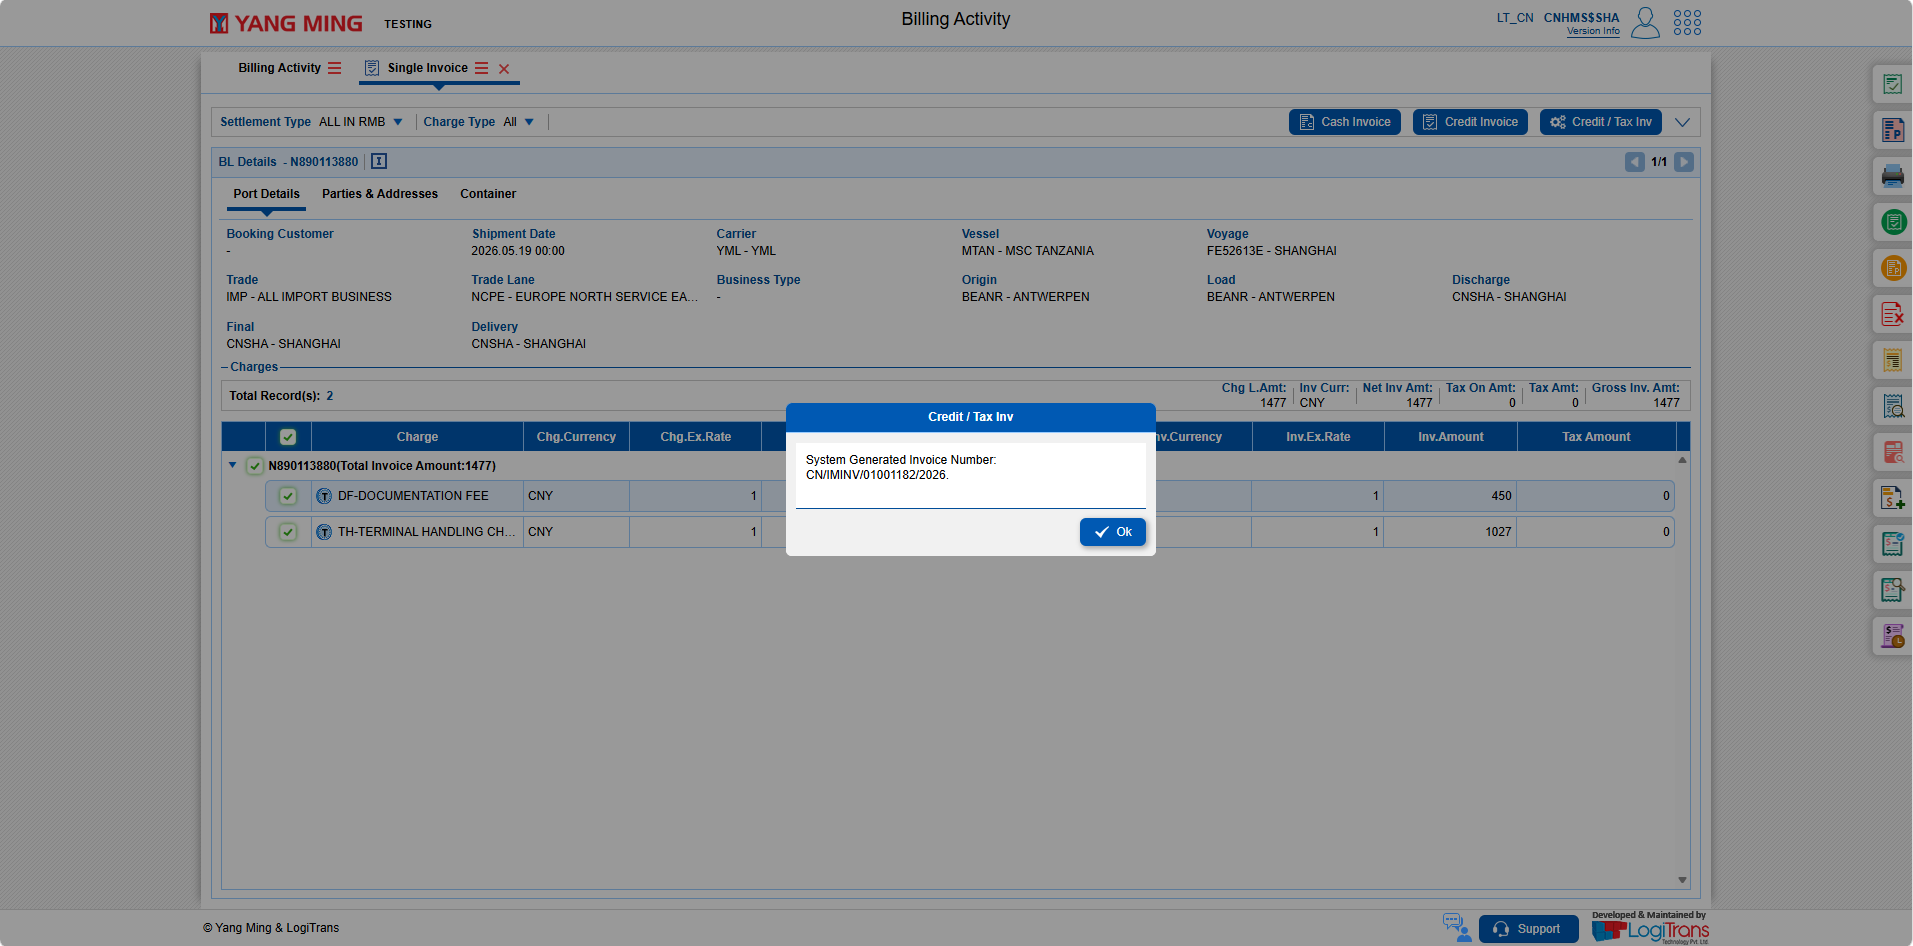 YANG MING TESTING
Billing Activity
LT_CN CNHMS$SHA
Version Info
Billing Activity
Single Invoice
Settlement Type ALL IN RMB Charge Type All
Cash Invoice Credit Invoice Credit / Tax Inv
BL Details - N890113880
1/1
Port Details Parties & Addresses Container
Booking Customer Shipment Date Carrier Vessel Voyage
- 2026.05.19 00:00 YML - YML MTAN - MSC TANZANIA FE52613E - SHANGHAI
Trade Trade Lane Business Type Origin Load Discharge
IMP - ALL IMPORT BUSINESS NCPE - EUROPE NORTH SERVICE EA... - BEANR - ANTWERPEN BEANR - ANTWERPEN CNSHA - SHANGHAI
Final Delivery
CNSHA - SHANGHAI CNSHA - SHANGHAI
Charges
Total Record(s): 2
Chg L.Amt: Inv Curr: Net Inv Amt: Tax On Amt: Tax Amt: Gross Inv. Amt:
1477 CNY 1477 0 0 1477
Charge Chg.Currency Chg.Ex.Rate nv.Currency Inv.Ex.Rate Inv.Amount Tax Amount
N890113880(Total Invoice Amount:1477)
DF-DOCUMENTATION FEE CNY 1 1 450 0
TH-TERMINAL HANDLING CH... CNY 1 1 1027 0
Credit / Tax Inv
System Generated Invoice Number:
CN/IMINV/01001182/2026.
Ok
© Yang Ming & LogiTrans
Support
Developed & Maintained by
LogiTrans
Technology Pvt. Ltd